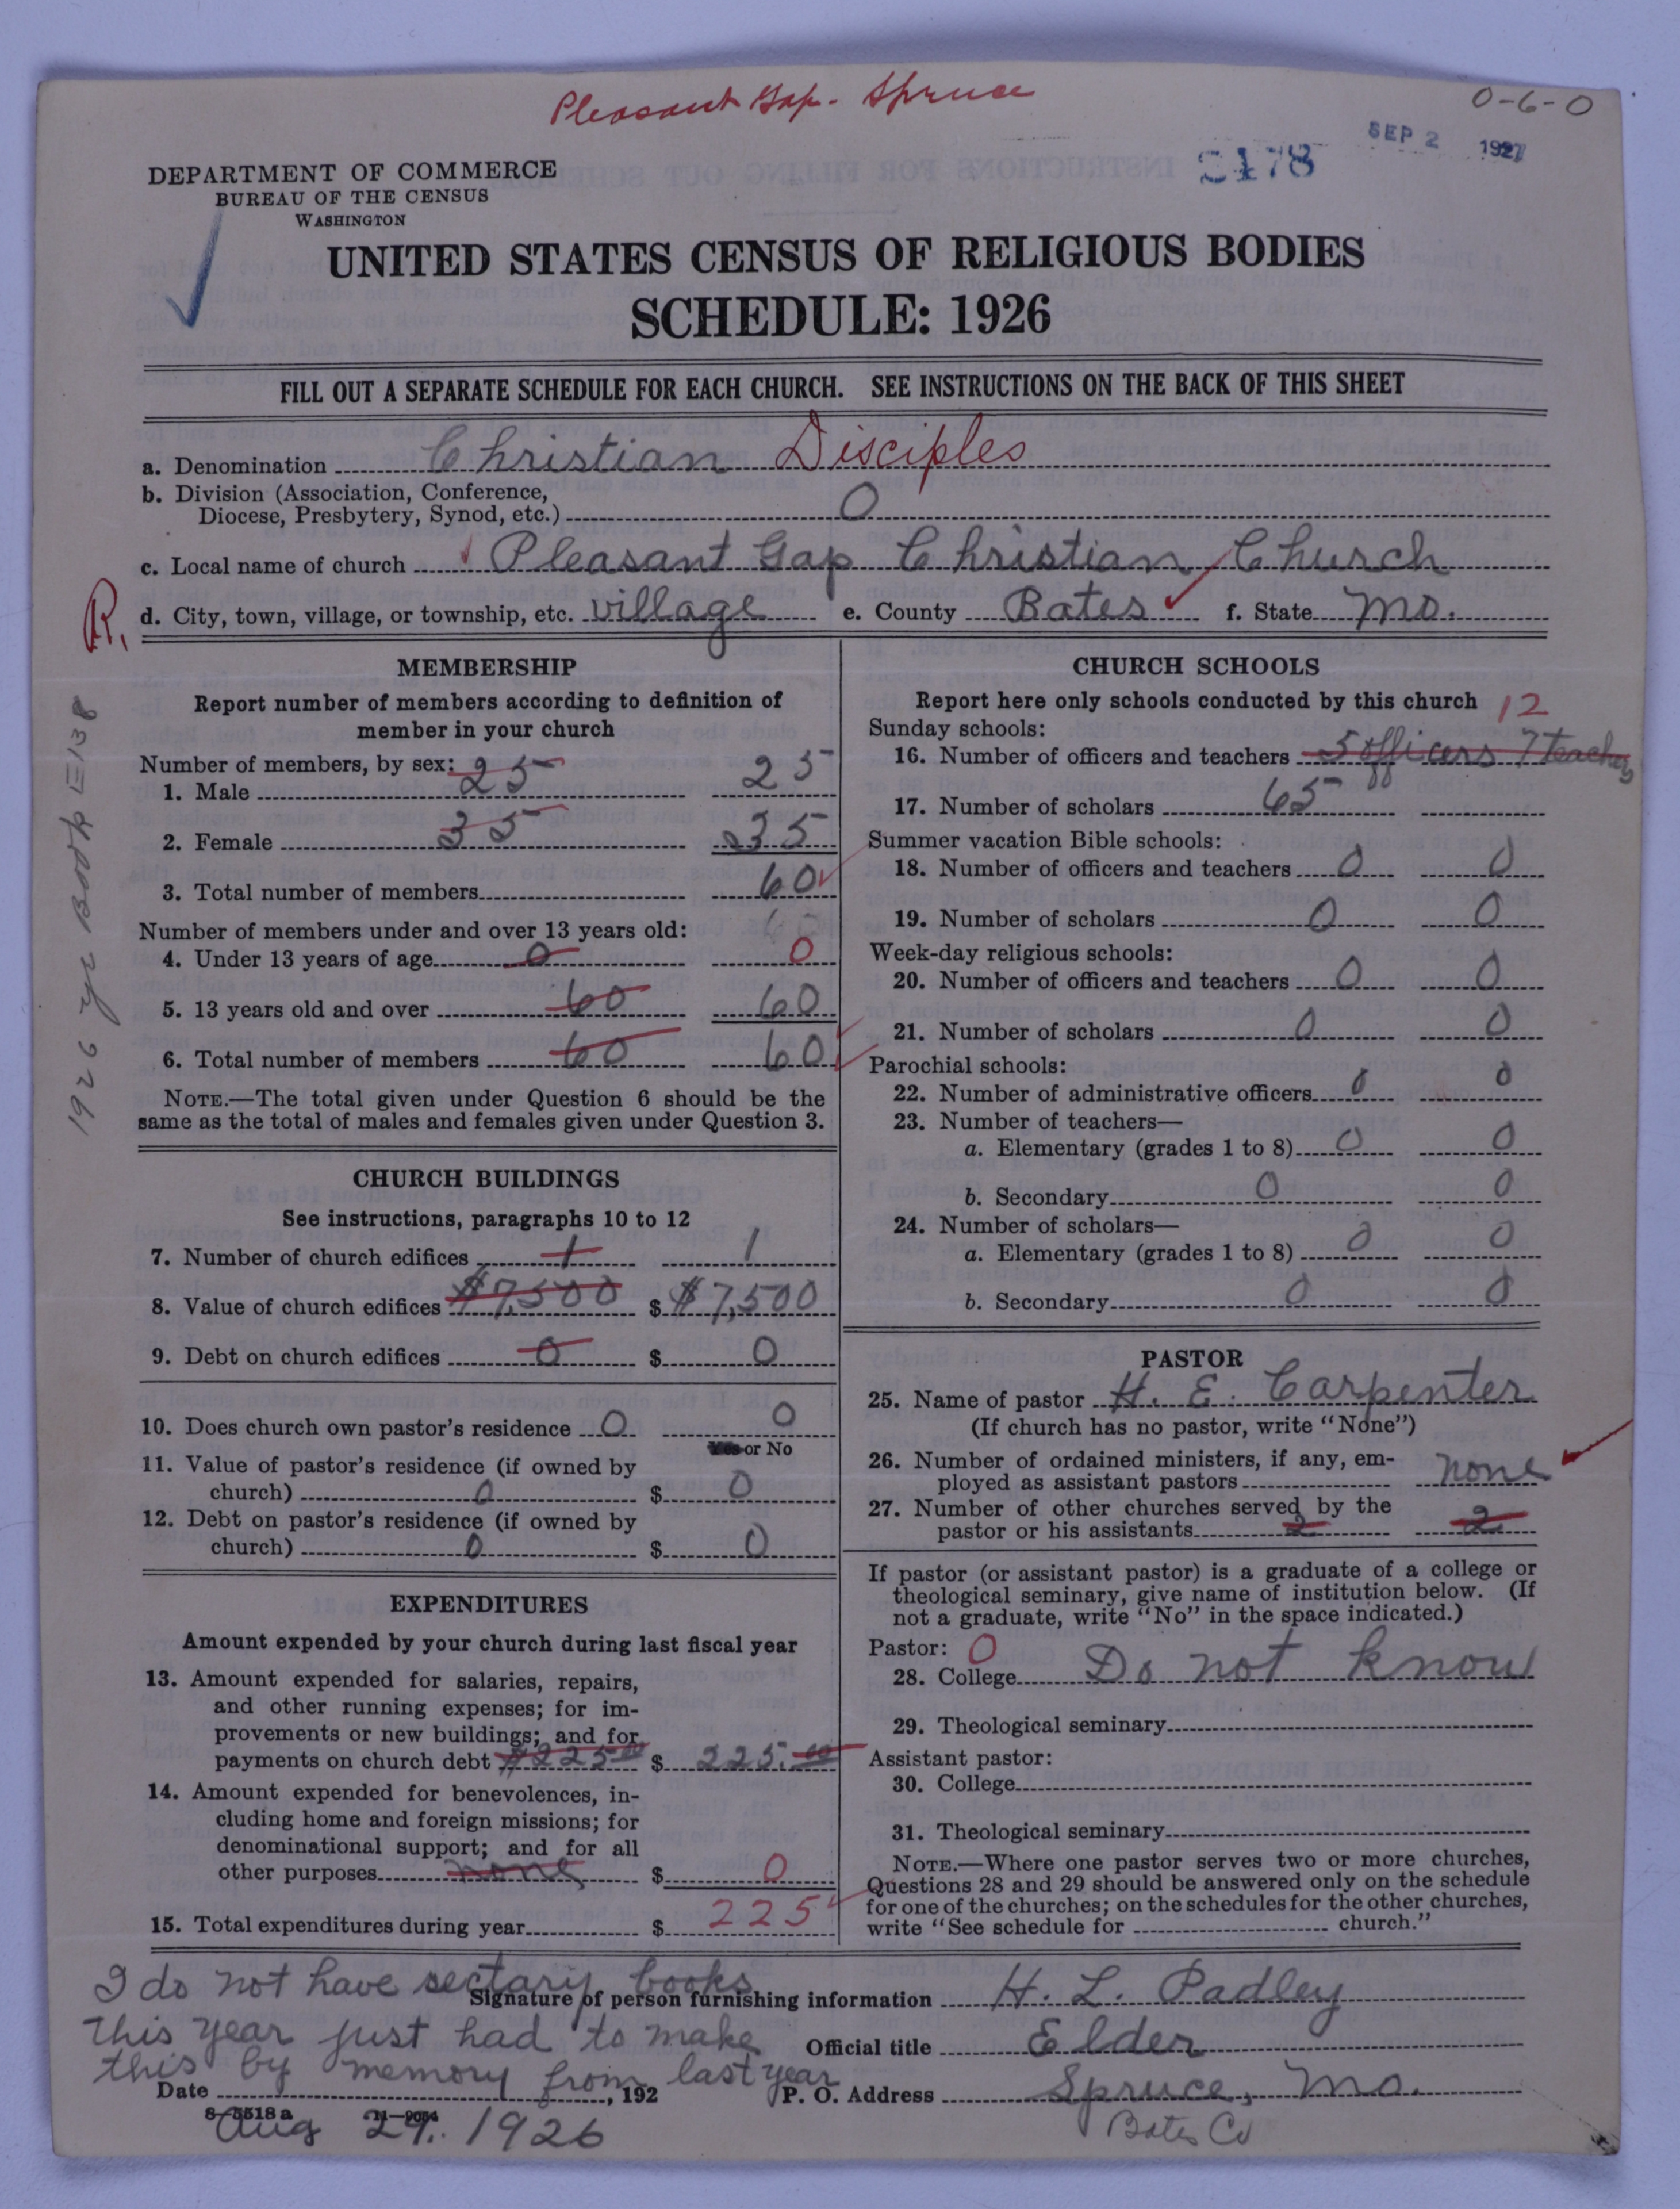 Pleasant Gap - Spruce
0-6-0
SEP 2 1927
2178
DEPARTMENT OF COMMERCE
BUREAU OF THE CENSUS
WASHINGTON
UNITED STATES CENSUS OF RELIGIOUS BODIES
SCHEDULE: 1926
FILL OUT A SEPARATE SCHEDULE FOR EACH CHURCH. SEE INSTRUCTIONS ON THE BACK OF THIS SHEET
a. Denomination Christian Disciples
b. Division (Association, Conference,
Diocese, Presbytery, Synod, etc.) 0
c. Local name of church Pleasant Gap Christian Church
R. d. City, town, village, or township, etc. village e. County Bates f. State Mo.
1926 yr Book E138
MEMBERSHIP
Report number of members according to definition of
member in your church
Number of members, by sex:
1. Male 25 25
2. Female 35 35
3. Total number of members 60
Number of members under and over 13 years old: 60
4. Under 13 years of age 0 0
5. 13 years old and over 60 60
6. Total number of members 60 60
NOTE.—The total given under Question 6 should be the
same as the total of males and females given under Question 3.
CHURCH BUILDINGS
See instructions, paragraphs 10 to 12
7. Number of church edifices 1 1
8. Value of church edifices $7,500 $ $7,500
9. Debt on church edifices 0 $ 0
10. Does church own pastor's residence 0 0
or No
11. Value of pastor's residence (if owned by
church) 0 $ 0
12. Debt on pastor's residence (if owned by
church) 0 $ 0
EXPENDITURES
Amount expended by your church during last fiscal year
13. Amount expended for salaries, repairs,
and other running expenses; for im-
provements or new buildings; and for
payments on church debt $225.00 $ 225.00
14. Amount expended for benevolences, in-
cluding home and foreign missions; for
denominational support; and for all
other purposes none $ 0
15. Total expenditures during year $ 225
CHURCH SCHOOLS
Report here only schools conducted by this church 12
Sunday schools:
16. Number of officers and teachers 5 officers 7 teachers
17. Number of scholars 65
Summer vacation Bible schools:
18. Number of officers and teachers 0 0
19. Number of scholars 0 0
Week-day religious schools:
20. Number of officers and teachers 0 0
21. Number of scholars 0 0
Parochial schools:
22. Number of administrative officers 0 0
23. Number of teachers—
a. Elementary (grades 1 to 8) 0 0
b. Secondary 0 0
24. Number of scholars—
a. Elementary (grades 1 to 8) 0 0
b. Secondary 0 0
PASTOR
25. Name of pastor H. E. Carpenter
(If church has no pastor, write "None")
26. Number of ordained ministers, if any, em-
ployed as assistant pastors none
27. Number of other churches served by the
pastor or his assistants 2 2
If pastor (or assistant pastor) is a graduate of a college or
theological seminary, give name of institution below. (If
not a graduate, write "No" in the space indicated.)
Pastor: 0
28. College Do not know
29. Theological seminary
Assistant pastor:
30. College
31. Theological seminary
NOTE.—Where one pastor serves two or more churches,
Questions 28 and 29 should be answered only on the schedule
for one of the churches; on the schedules for the other churches,
write "See schedule for church."
I do not have sectary books
this year just had to make
this by memory from last year
Signature of person furnishing information H. L. Padley
Official title Elder
Date , 192 P. O. Address Spruce, Mo.
8-5518 a 11-9054
Aug 29. 1926
Bates Co